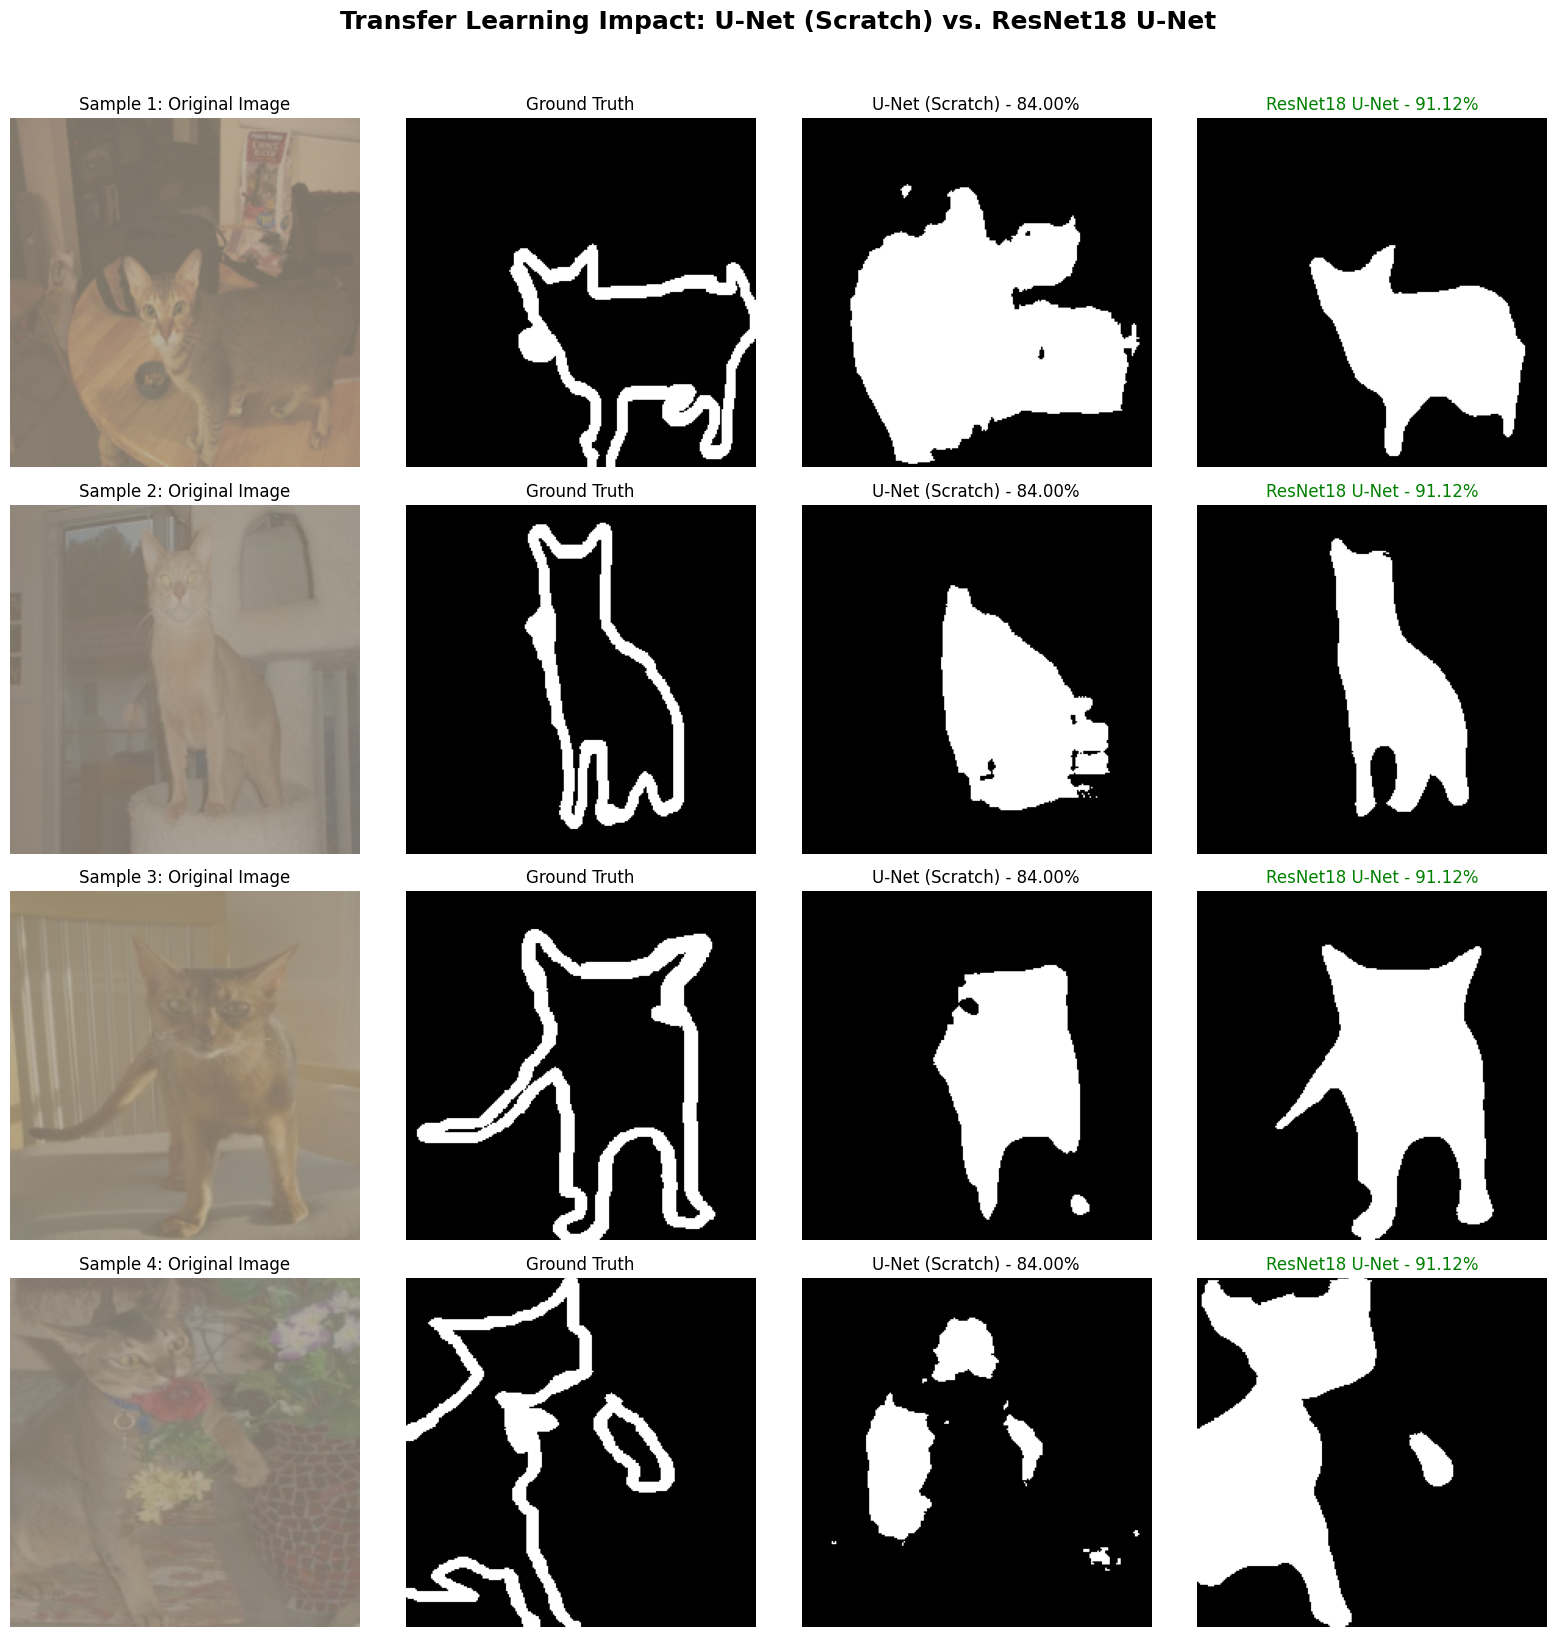 Transfer Learning Impact: U-Net (Scratch) vs. ResNet18 U-Net
Sample 1: Original Image
Ground Truth
U-Net (Scratch) - 84.00%
ResNet18 U-Net - 91.12%
Sample 2: Original Image
Ground Truth
U-Net (Scratch) - 84.00%
ResNet18 U-Net - 91.12%
Sample 3: Original Image
Ground Truth
U-Net (Scratch) - 84.00%
ResNet18 U-Net - 91.12%
Sample 4: Original Image
Ground Truth
U-Net (Scratch) - 84.00%
ResNet18 U-Net - 91.12%